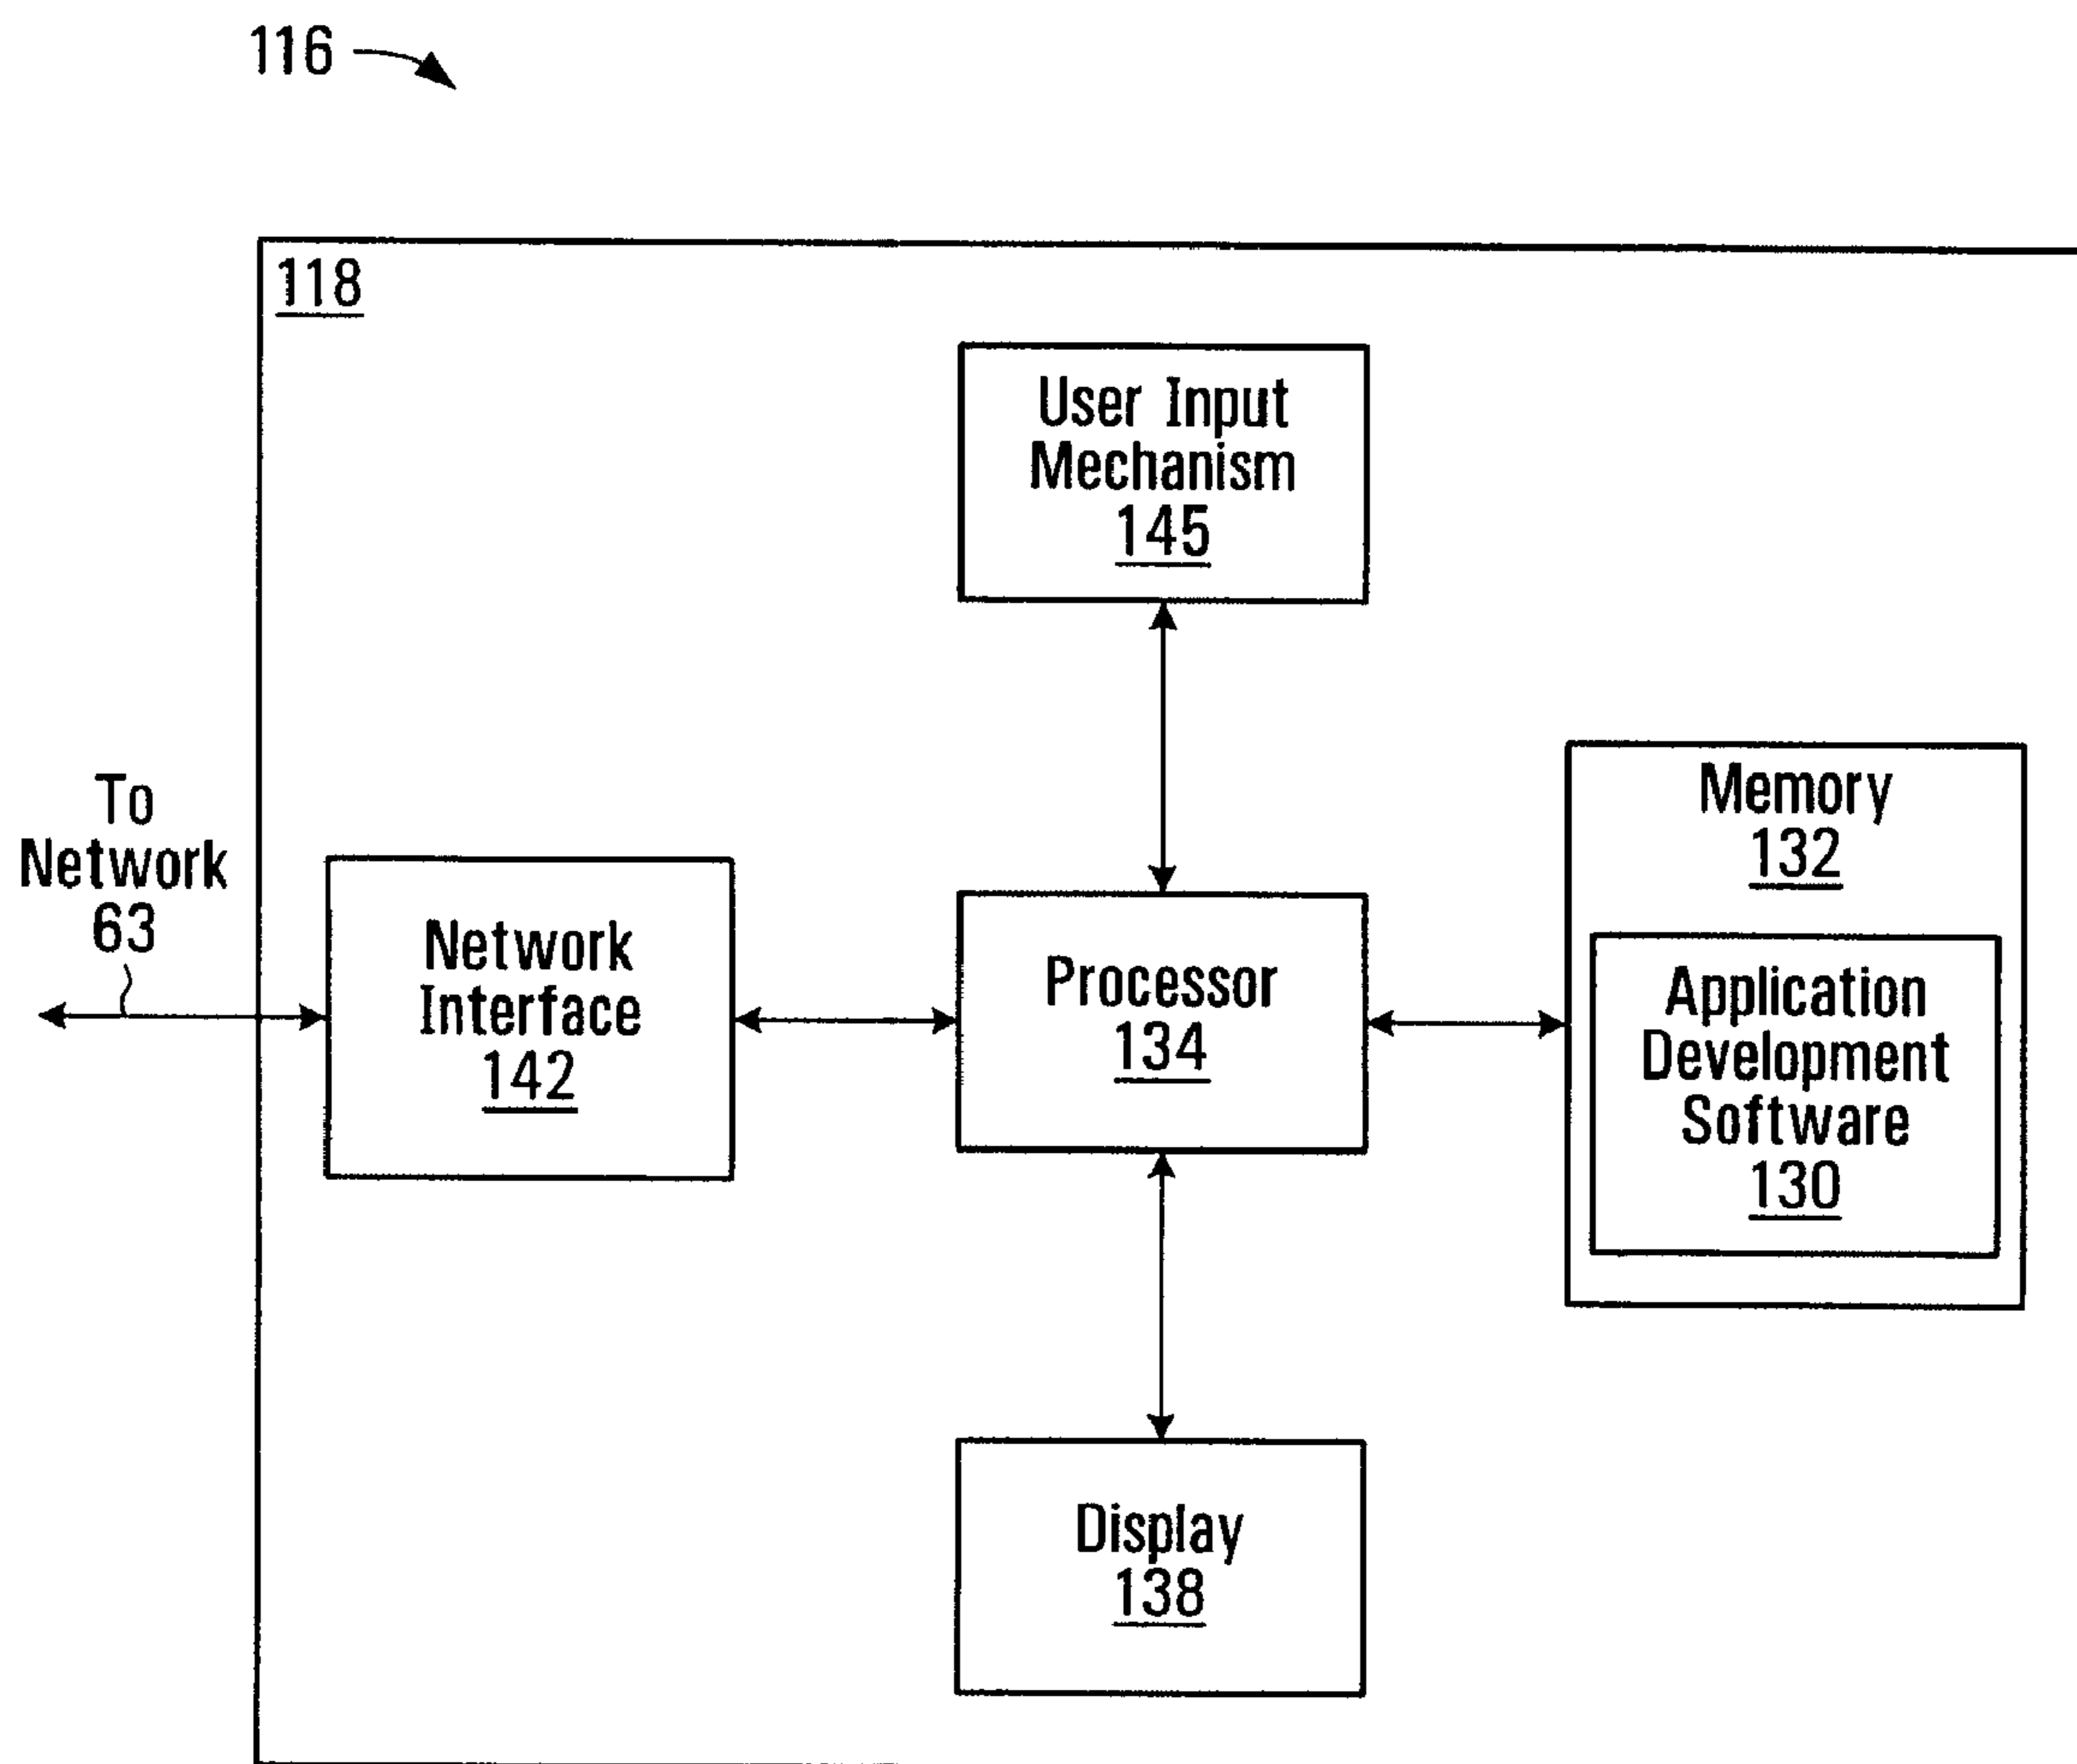 116
118
User Input
Mechanism
145
To
Network
63
Network
Interface
142
Processor
134
Memory
132
Application
Development
Software
130
Display
138